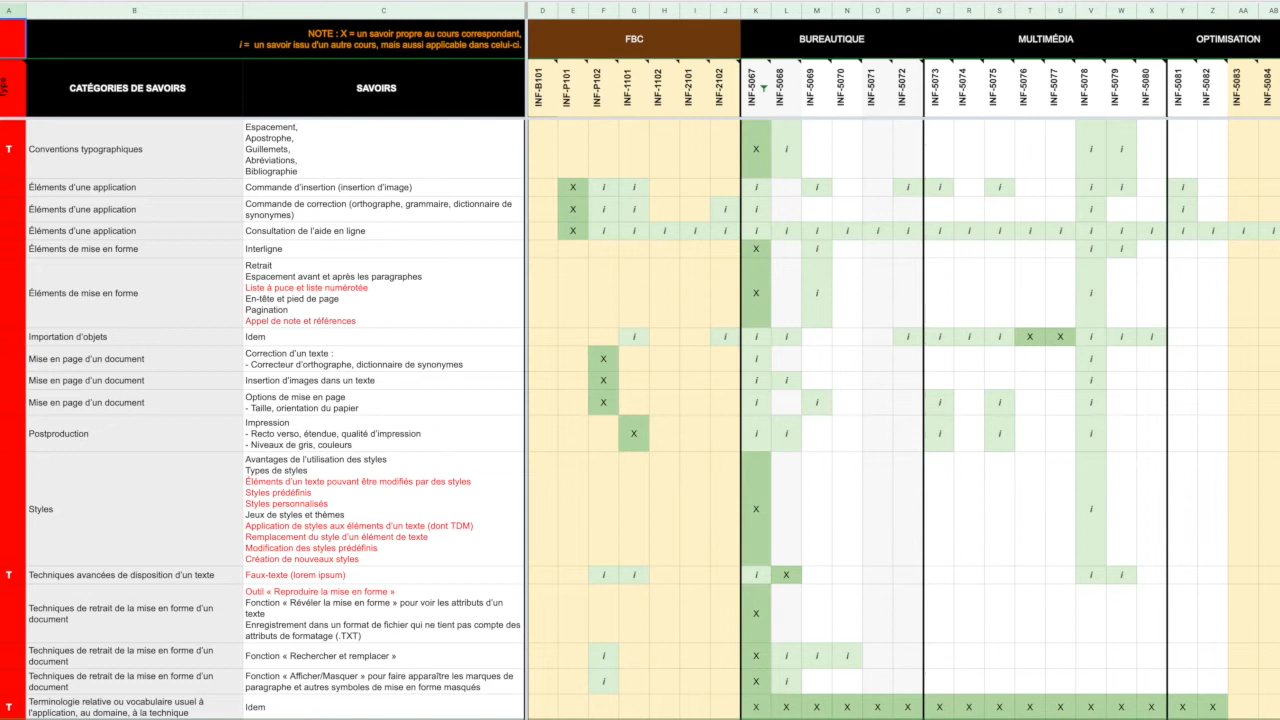 A B C D E F G H I J K L M N O P Q R S T U V W X Y Z AA AB
NOTE : X = un savoir propre au cours correspondant,
i = un savoir issu d'un autre cours, mais aussi applicable dans celui-ci.
FBC BUREAUTIQUE MULTIMÉDIA OPTIMISATION
Type CATÉGORIES DE SAVOIRS SAVOIRS INF-B101 INF-P101 INF-P102 INF-1101 INF-1102 INF-2101 INF-2102 INF-5067 INF-5068 INF-5069 INF-5070 INF-5071 INF-5072 INF-5073 INF-5074 INF-5075 INF-5076 INF-5077 INF-5078 INF-5079 INF-5080 INF-5081 INF-5082 INF-5083 INF-5084
Espacement,
Apostrophe,
T Conventions typographiques Guillemets, X i i i
Abréviations,
Bibliographie
Éléments d'une application Commande d'insertion (insertion d'image) X i i i i i i i i i i
Éléments d'une application Commande de correction (orthographe, grammaire, dictionnaire de X i i i i i i
synonymes)
Éléments d'une application Consultation de l'aide en ligne X i i i i i i i i i i i i i i i i i i i i i i i
Éléments de mise en forme Interligne X i i i
Retrait
Espacement avant et après les paragraphes
Liste à puce et liste numérotée
Éléments de mise en forme En-tête et pied de page X i i
Pagination
Appel de note et références
Importation d'objets Idem i i i i i i i X X i i i
Mise en page d'un document Correction d'un texte : X i i
- Correcteur d'orthographe, dictionnaire de synonymes
Mise en page d'un document Insertion d'images dans un texte X i i i
Mise en page d'un document Options de mise en page X i i i i i
- Taille, orientation du papier
Impression
Postproduction - Recto verso, étendue, qualité d'impression X i i i i i
- Niveaux de gris, couleurs
Avantages de l'utilisation des styles
Types de styles
Éléments d'un texte pouvant être modifiés par des styles
Styles prédéfinis
Styles personnalisés
Styles Jeux de styles et thèmes X i
Application de styles aux éléments d'un texte (dont TDM)
Remplacement du style d'un élément de texte
Modification des styles prédéfinis
Création de nouveaux styles
T Techniques avancées de disposition d'un texte Faux-texte (lorem ipsum) i i i X i i
Outil « Reproduire la mise en forme »
Techniques de retrait de la mise en forme d'un Fonction « Révéler la mise en forme » pour voir les attributs d'un X
document texte
Enregistrement dans un format de fichier qui ne tient pas compte des
attributs de formatage (.TXT)
Techniques de retrait de la mise en forme d'un Fonction « Rechercher et remplacer » i X i i i
document
Techniques de retrait de la mise en forme d'un Fonction « Afficher/Masquer » pour faire apparaître les marques de i X i
document paragraphe et autres symboles de mise en forme masqués
T Terminologie relative ou vocabulaire usuel à Idem X X X X X X X X X X X X X X X X
l'application, au domaine, à la technique